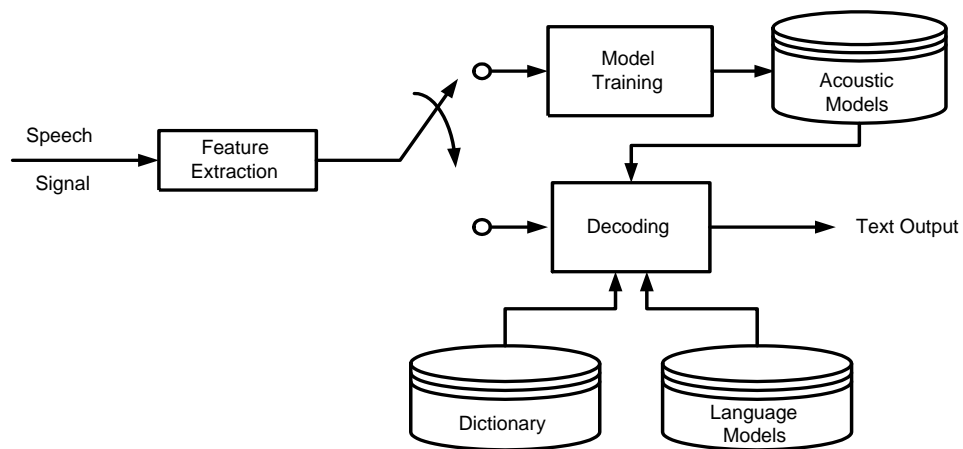 Speech
Signal
Feature
Extraction
Model
Training
Acoustic
Models
Decoding
Text Output
Dictionary
Language
Models